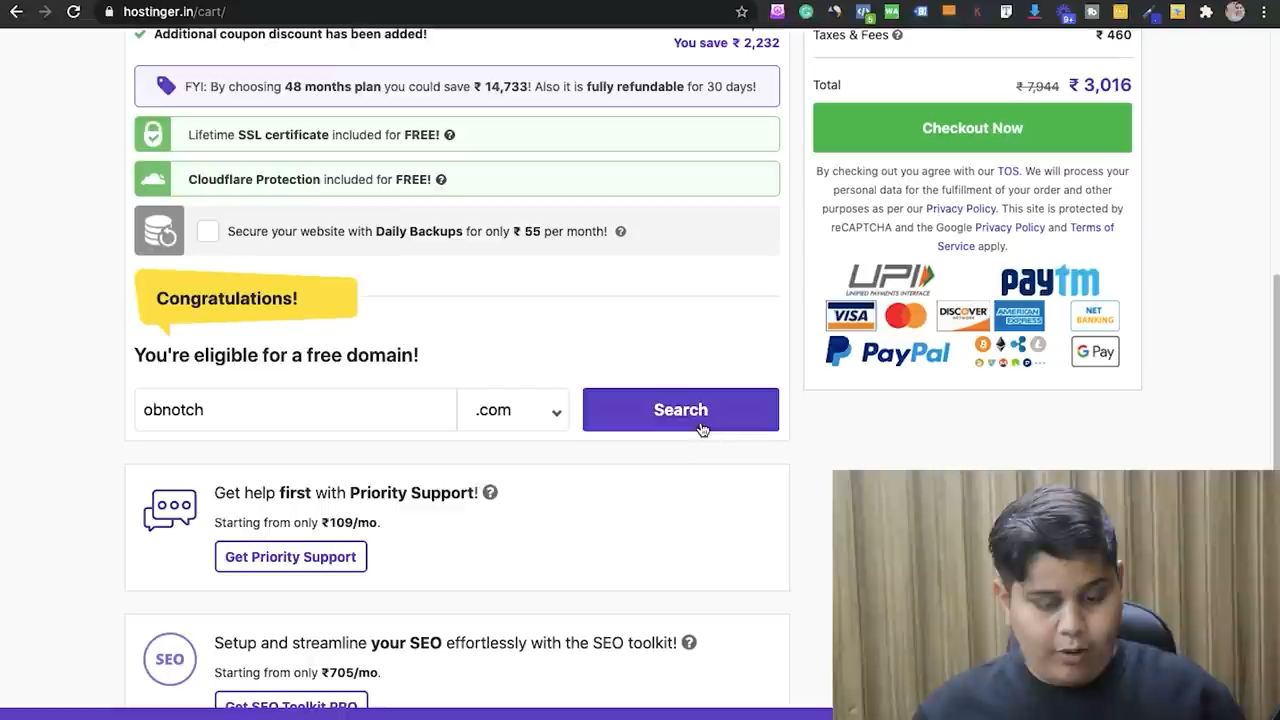 hostinger.in/cart/
Additional coupon discount has been added!
You save ₹ 2,232
FYI: By choosing 48 months plan you could save ₹ 14,733! Also it is fully refundable for 30 days!
Lifetime SSL certificate included for FREE!
Cloudflare Protection included for FREE!
Secure your website with Daily Backups for only ₹ 55 per month!
Congratulations!
You're eligible for a free domain!
obnotch
.com
Search
Get help first with Priority Support!
Starting from only ₹109/mo.
Get Priority Support
SEO
Setup and streamline your SEO effortlessly with the SEO toolkit!
Starting from only ₹705/mo.
Get SEO Toolkit PRO
Taxes & Fees
₹ 460
Total
₹ 7,944 ₹ 3,016
Checkout Now
By checking out you agree with our TOS. We will process your
personal data for the fulfillment of your order and other
purposes as per our Privacy Policy. This site is protected by
reCAPTCHA and the Google Privacy Policy and Terms of
Service apply.
UPI
UNIFIED PAYMENTS INTERFACE
paytm
VISA
DISCOVER
NETWORK
AMERICAN
EXPRESS
NET
BANKING
PayPal
G Pay